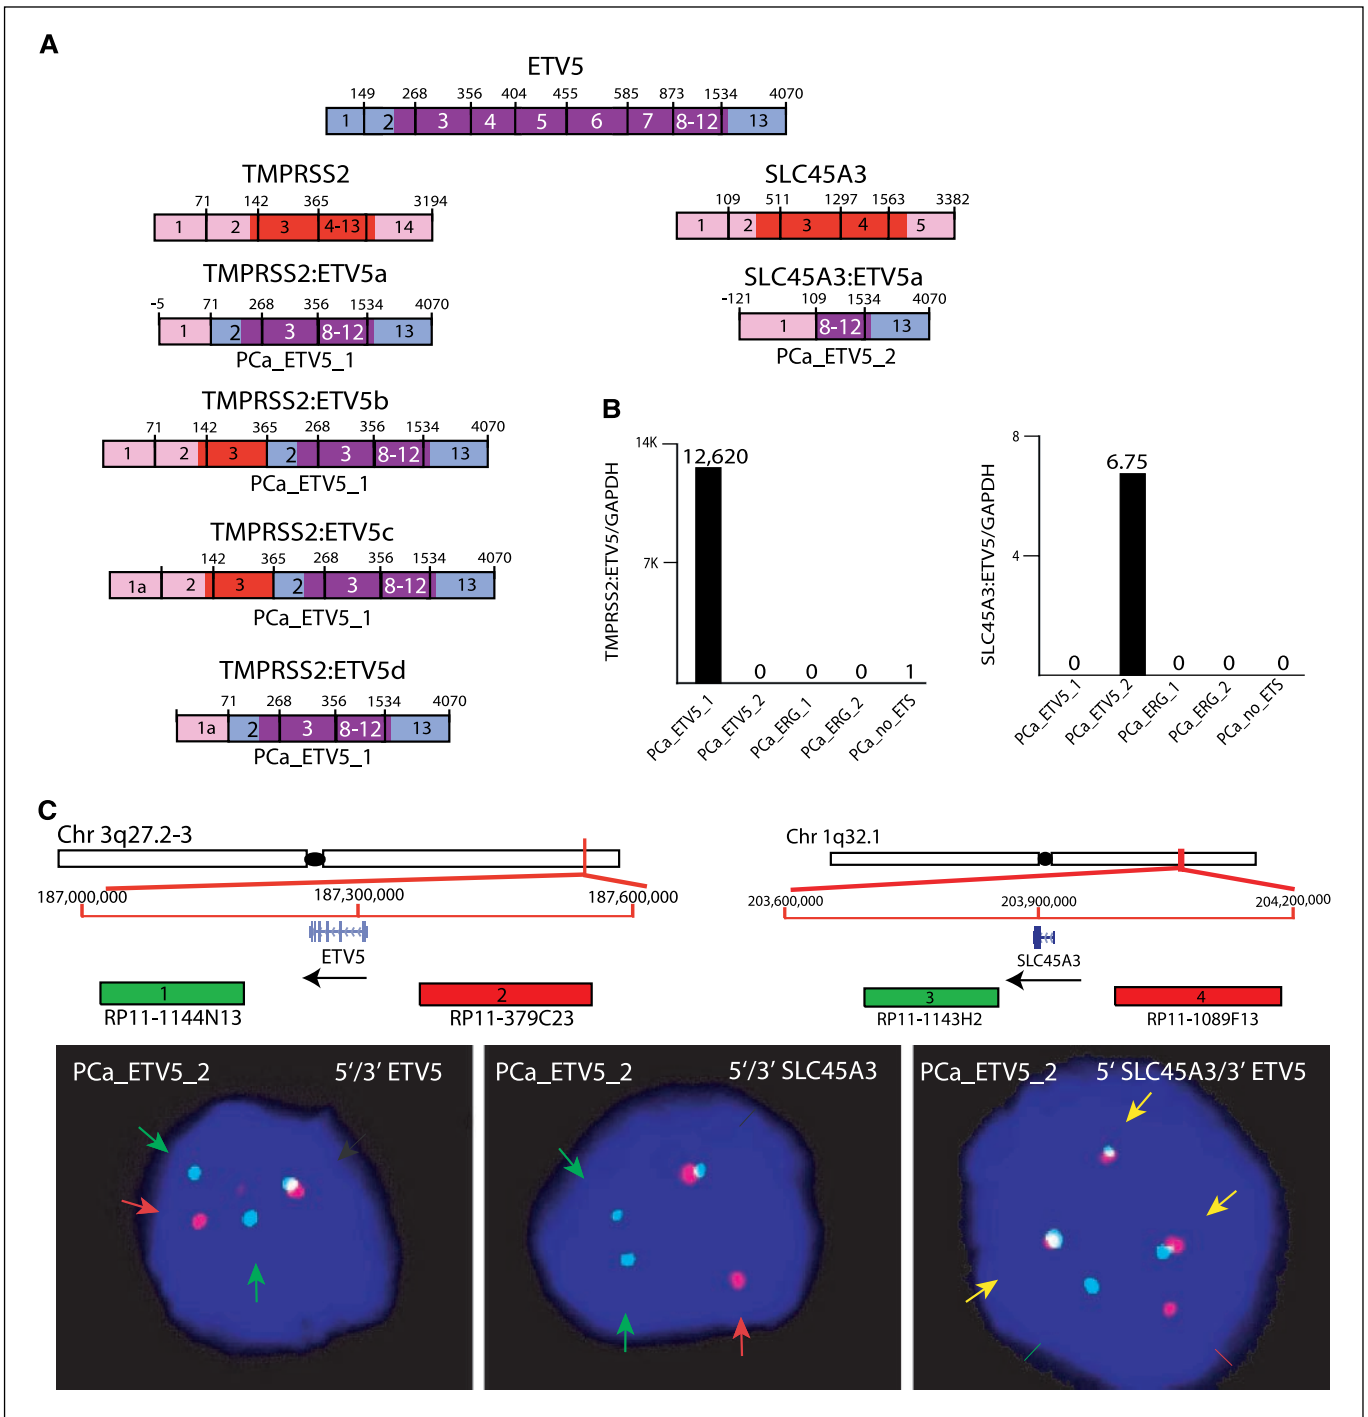 A
ETV5
149 268 356 404 455 585 873 1534 4070
1 2 3 4 5 6 7 8-12 13
TMPRSS2
71 142 365 3194
1 2 3 4-13 14
SLC45A3
109 511 1297 1563 3382
1 2 3 4 5
TMPRSS2:ETV5a
-5 71 268 356 1534 4070
1 2 3 8-12 13
PCa_ETV5_1
SLC45A3:ETV5a
-121 109 1534 4070
1 8-12 13
PCa_ETV5_2
TMPRSS2:ETV5b
71 142 365 268 356 1534 4070
1 2 3 2 3 8-12 13
PCa_ETV5_1
TMPRSS2:ETV5c
142 365 268 356 1534 4070
1a 2 3 2 3 8-12 13
PCa_ETV5_1
TMPRSS2:ETV5d
71 268 356 1534 4070
1a 2 3 8-12 13
PCa_ETV5_1
B
TMPRSS2:ETV5/GAPDH
14K
7K
12,620 0 0 0 1
PCa_ETV5_1 PCa_ETV5_2 PCa_ERG_1 PCa_ERG_2 PCa_no_ETS
SLC45A3:ETV5/GAPDH
8
4
0 6.75 0 0 0
PCa_ETV5_1 PCa_ETV5_2 PCa_ERG_1 PCa_ERG_2 PCa_no_ETS
C
Chr 3q27.2-3
187,000,000 187,300,000 187,600,000
ETV5
1 2
RP11-1144N13 RP11-379C23
Chr 1q32.1
203,600,000 203,900,000 204,200,000
SLC45A3
3 4
RP11-1143H2 RP11-1089F13
PCa_ETV5_2 5'/3' ETV5
PCa_ETV5_2 5'/3' SLC45A3
PCa_ETV5_2 5' SLC45A3/3' ETV5